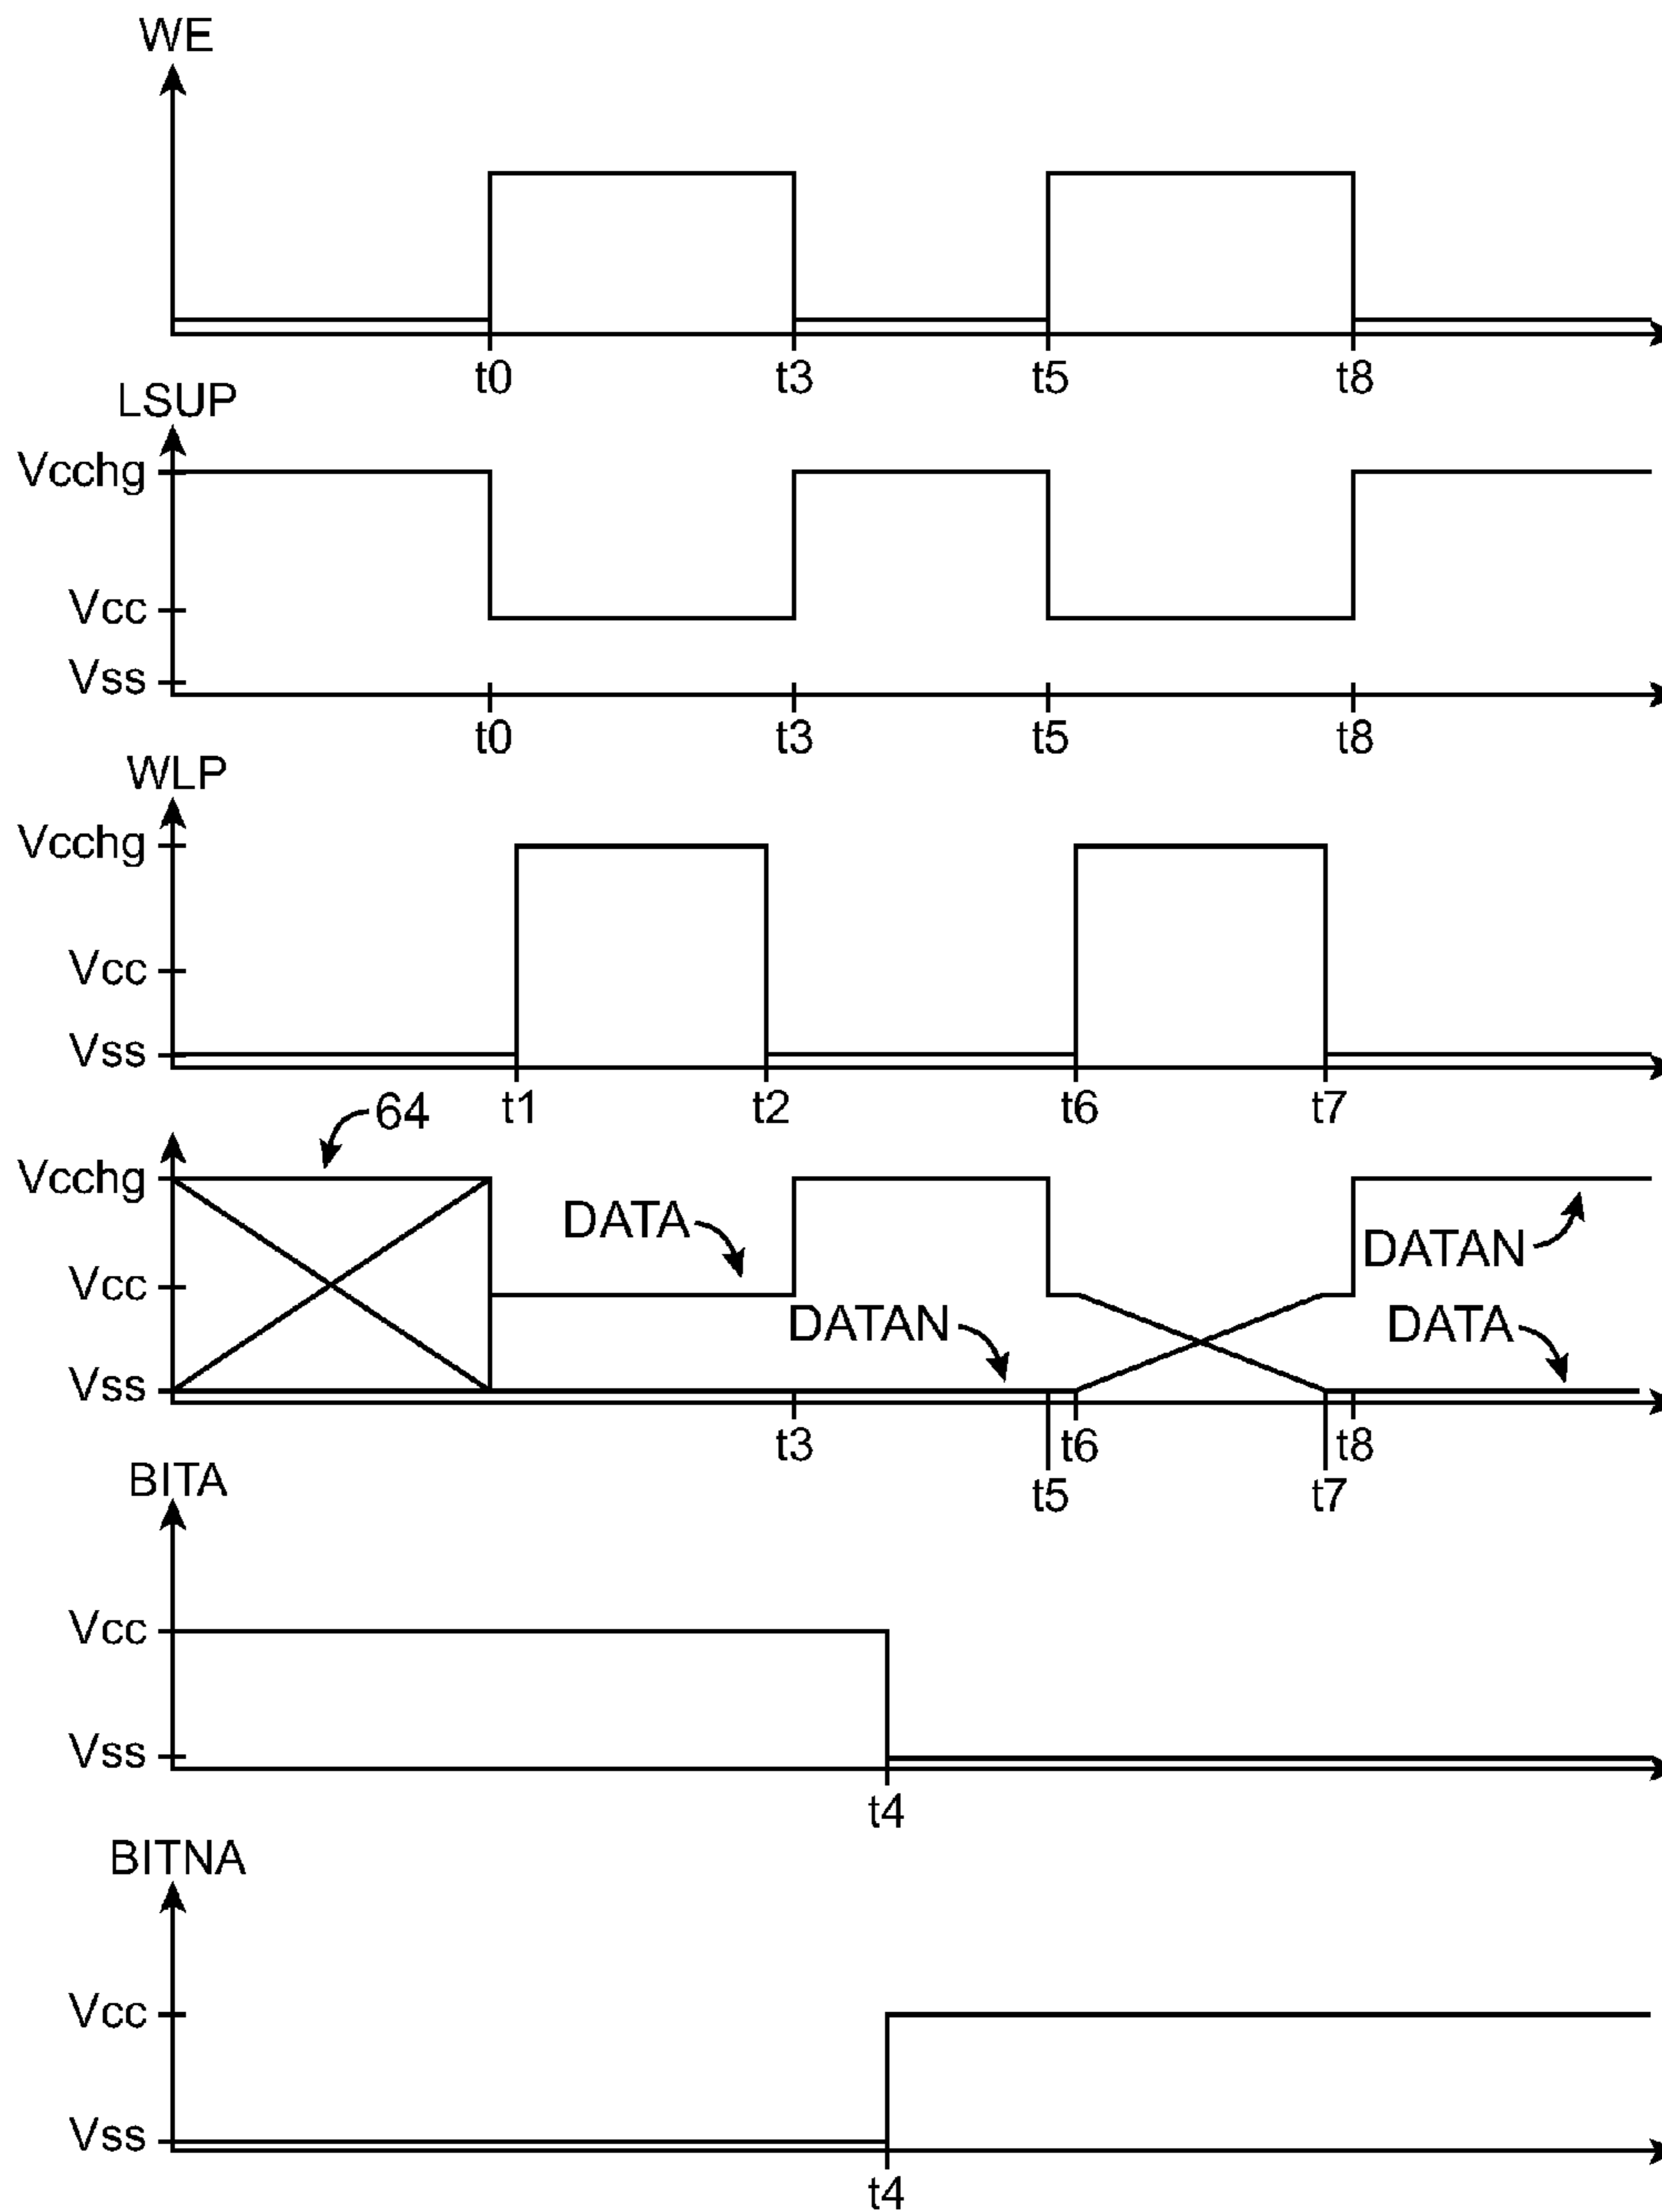 WE
t0 t3 t5 t8
LSUP
Vcchg
Vcc
Vss
t0 t3 t5 t8
WLP
Vcchg
Vcc
Vss
t1 t2 t6 t7
64
Vcchg
DATA
DATAN
Vcc
DATAN
DATA
Vss
t3 t6 t8
t5 t7
BITA
Vcc
Vss
t4
BITNA
Vcc
Vss
t4